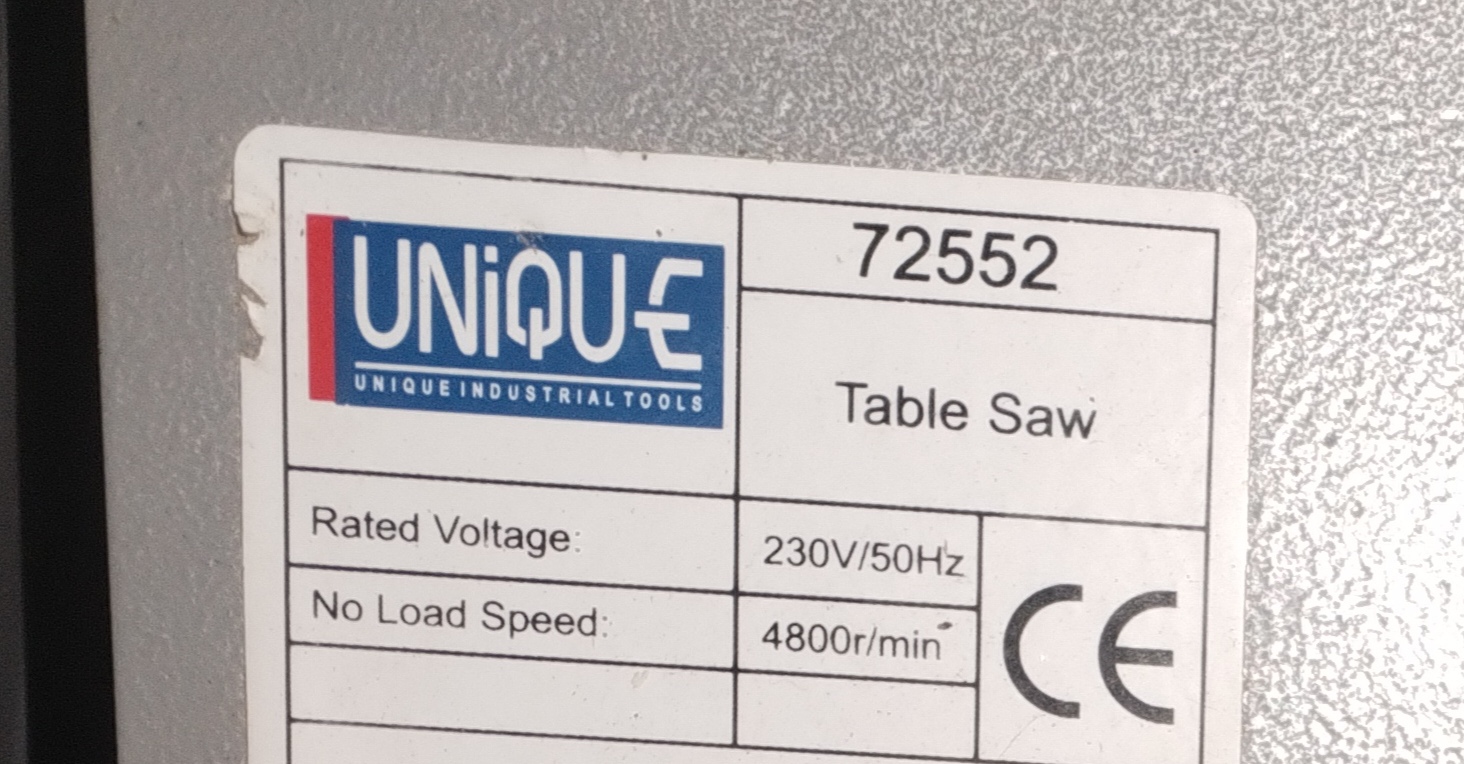 UNiQUE
UNIQUE INDUSTRIAL TOOLS
72552
Table Saw
Rated Voltage: 230V/50Hz
No Load Speed: 4800r/min
CE